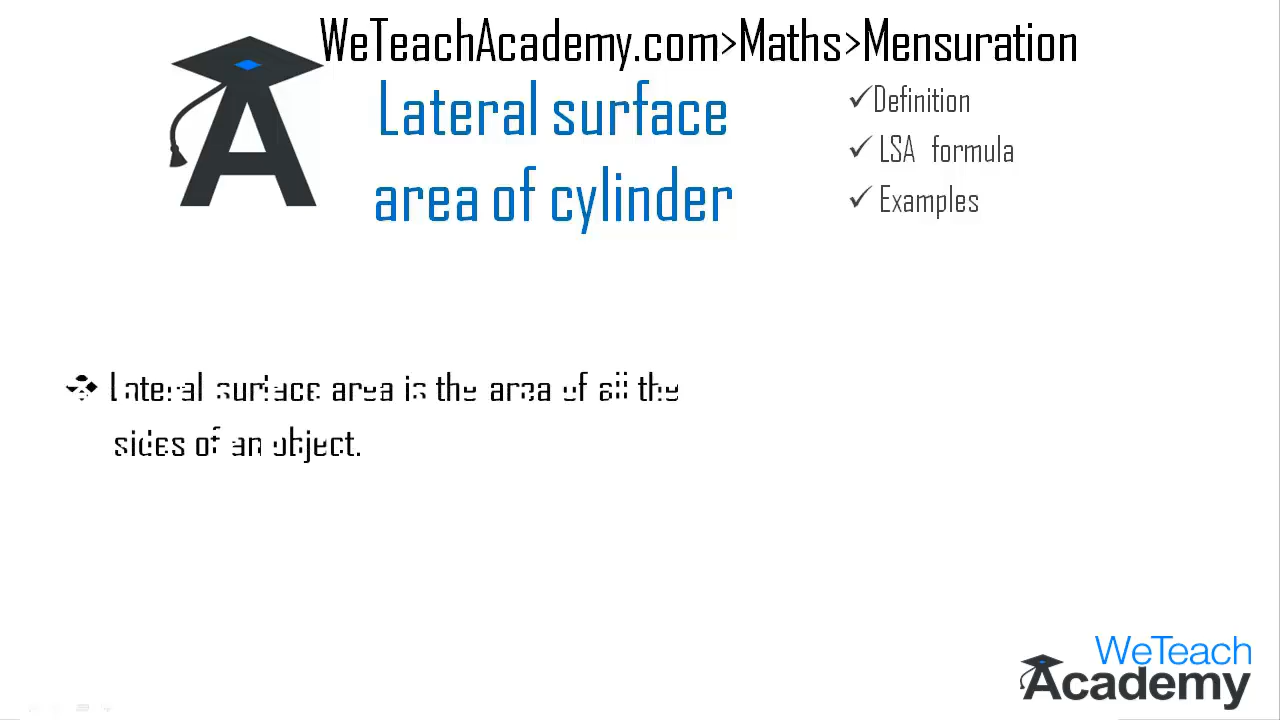 WeTeachAcademy.com>Maths>Mensuration
Lateral surface
area of cylinder
✓Definition
✓ LSA formula
✓ Examples
❖ Lateral surface area is the area of all the
sides of an object.
WeTeach
Academy